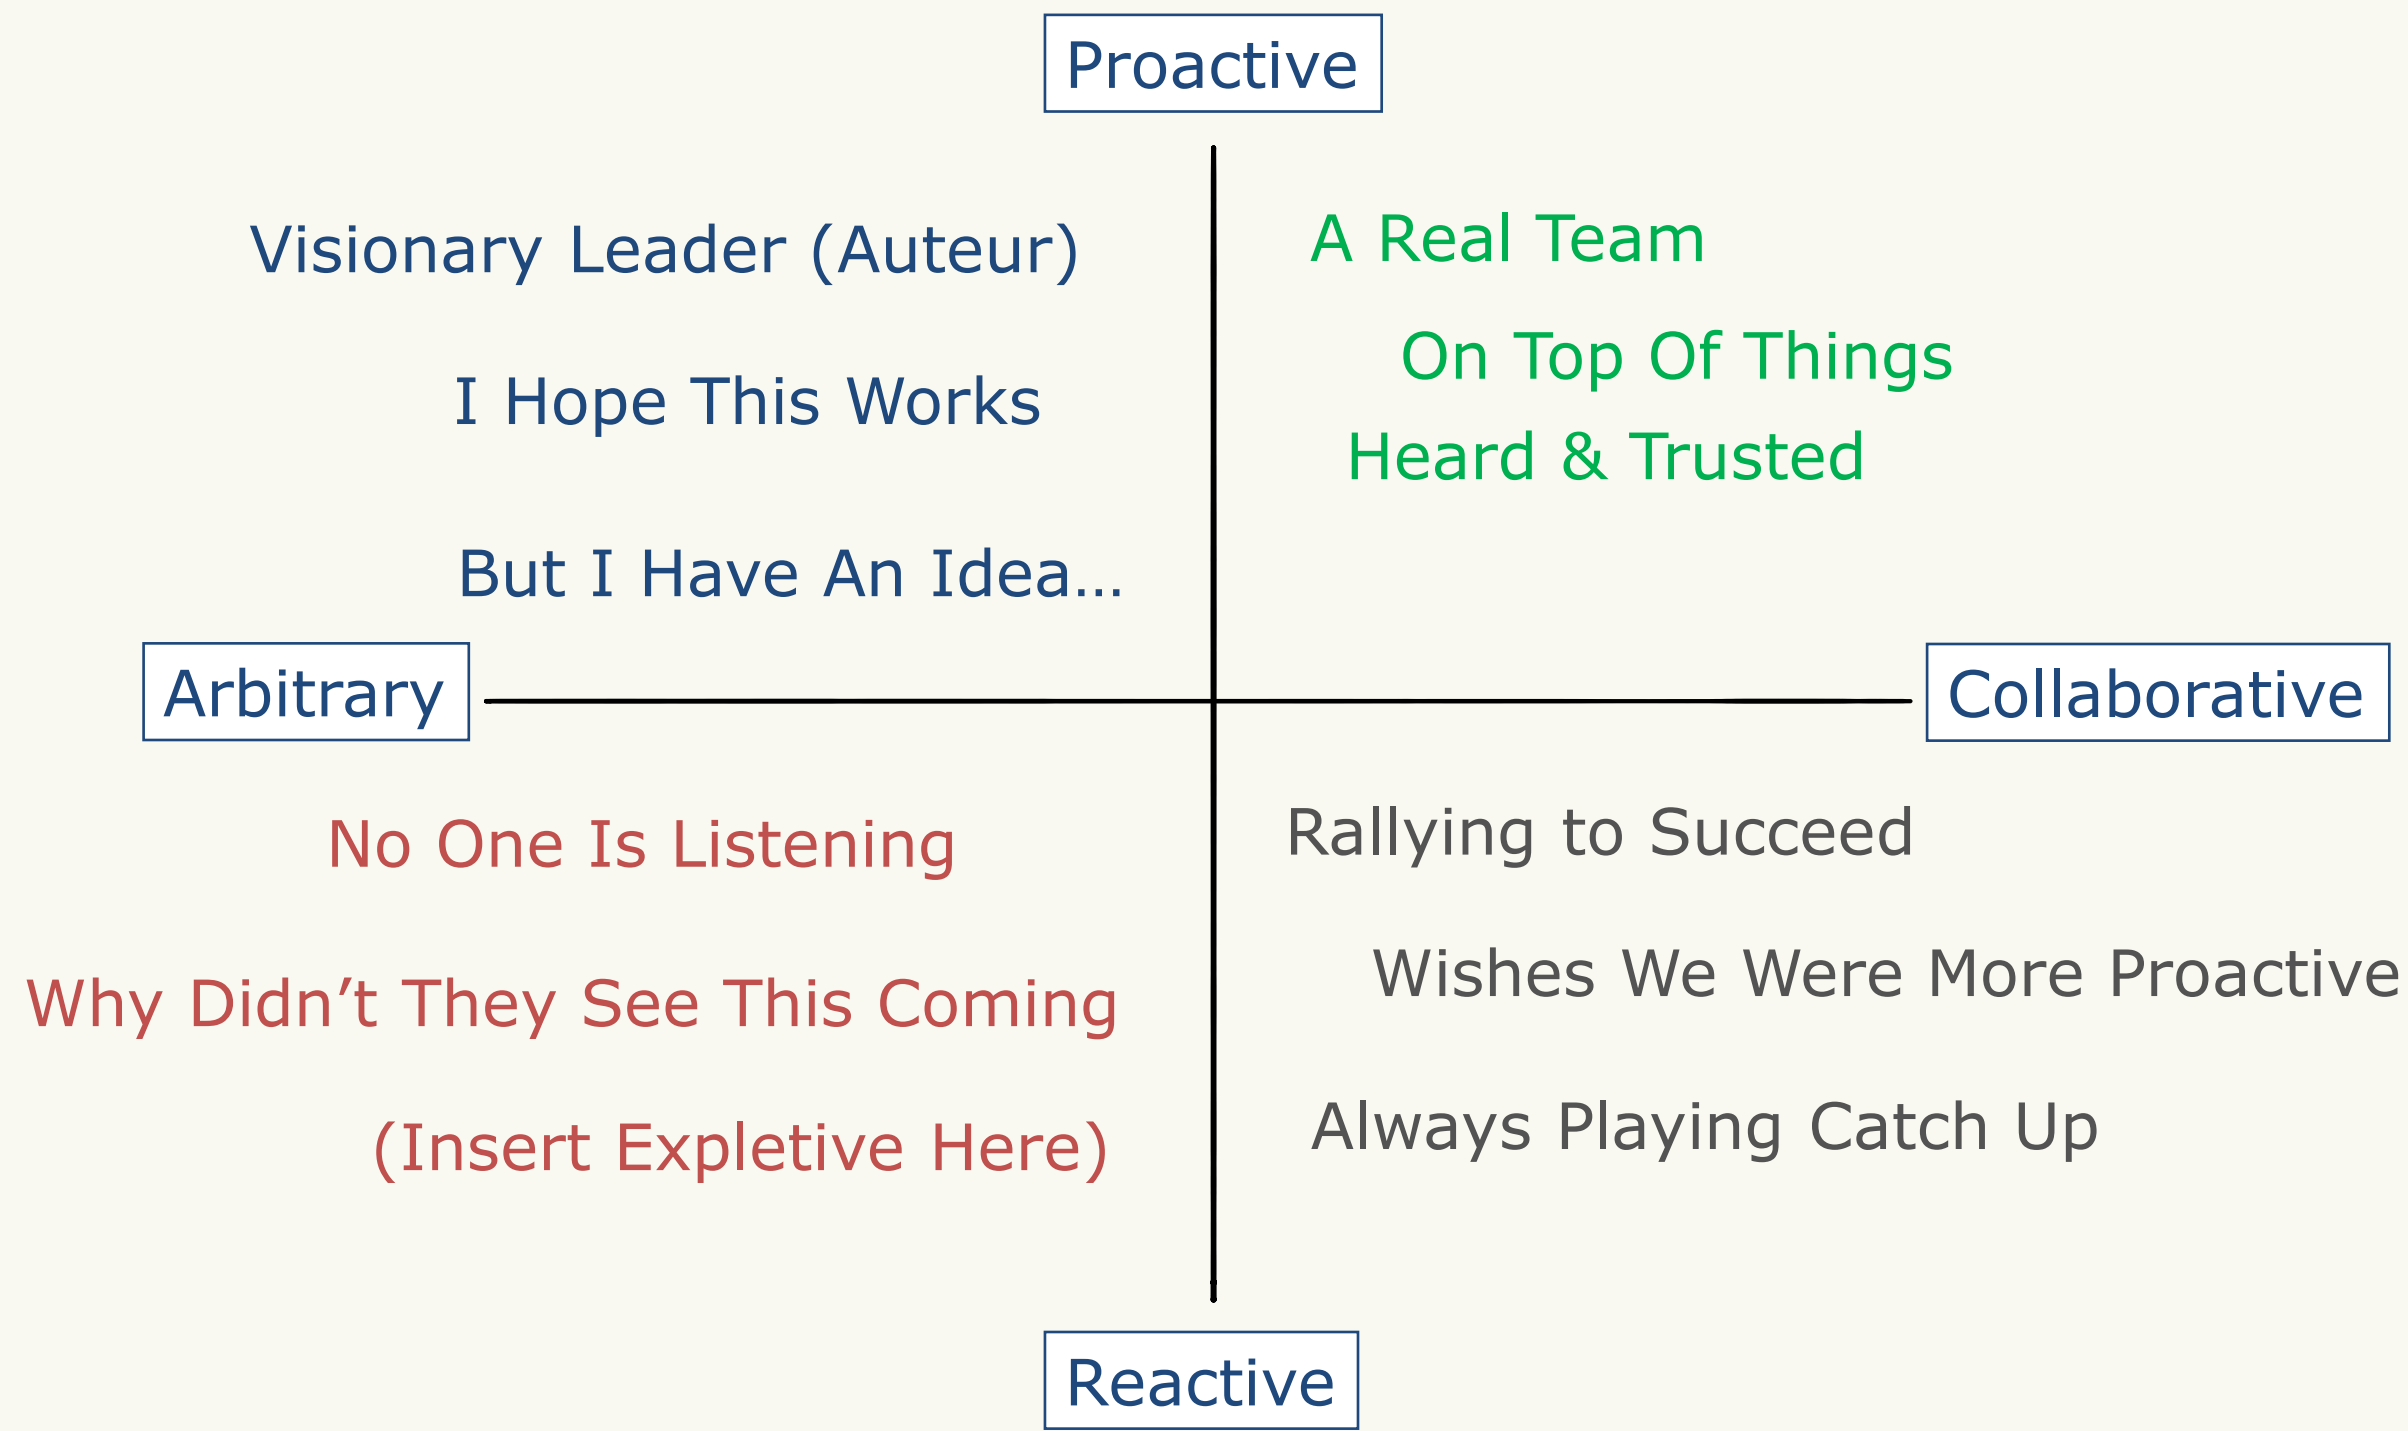 Proactive
Visionary Leader (Auteur)
I Hope This Works
But I Have An Idea…
A Real Team
On Top Of Things
Heard & Trusted
Arbitrary
Collaborative
No One Is Listening
Why Didn’t They See This Coming
(Insert Expletive Here)
Rallying to Succeed
Wishes We Were More Proactive
Always Playing Catch Up
Reactive